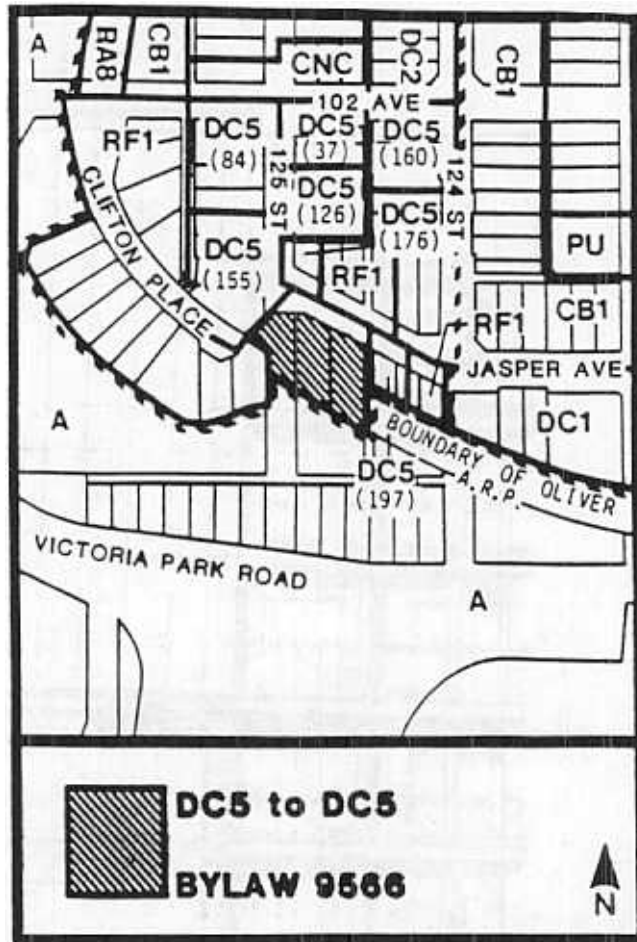 A
RA8
CB1
CNC
DC2
CB1
102 AVE
RF1
DC5
(84)
125 ST
DC5
(37)
DC5
(160)
124 ST
DC5
(126)
DC5
(176)
PU
CLIFTON PLACE
DC5
(155)
RF1
RF1
CB1
JASPER AVE
A
DC1
BOUNDARY OF OLIVER
A.R.P.
DC5
(197)
VICTORIA PARK ROAD
A
DC5 to DC5
BYLAW 9566
N